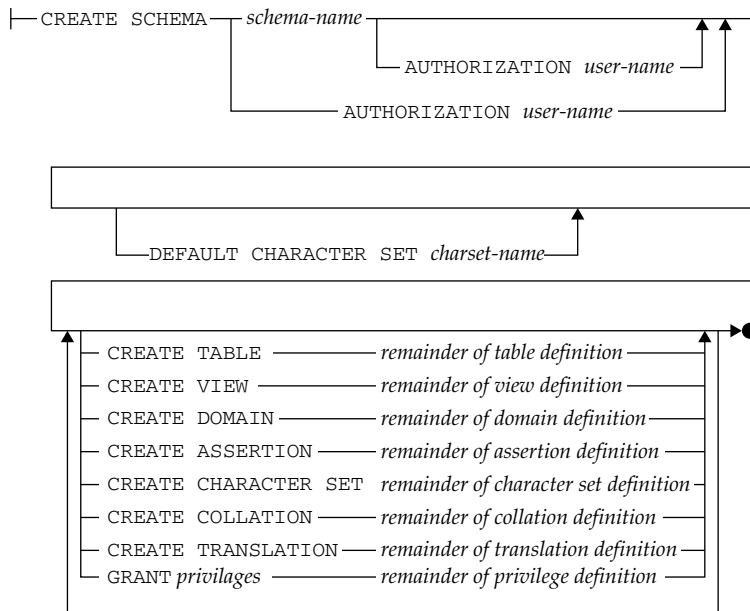 CREATE SCHEMA schema-name
AUTHORIZATION user-name
AUTHORIZATION user-name
DEFAULT CHARACTER SET charset-name
CREATE TABLE remainder of table definition
CREATE VIEW remainder of view definition
CREATE DOMAIN remainder of domain definition
CREATE ASSERTION remainder of assertion definition
CREATE CHARACTER SET remainder of character set definition
CREATE COLLATION remainder of collation definition
CREATE TRANSLATION remainder of translation definition
GRANT privilages remainder of privilege definition